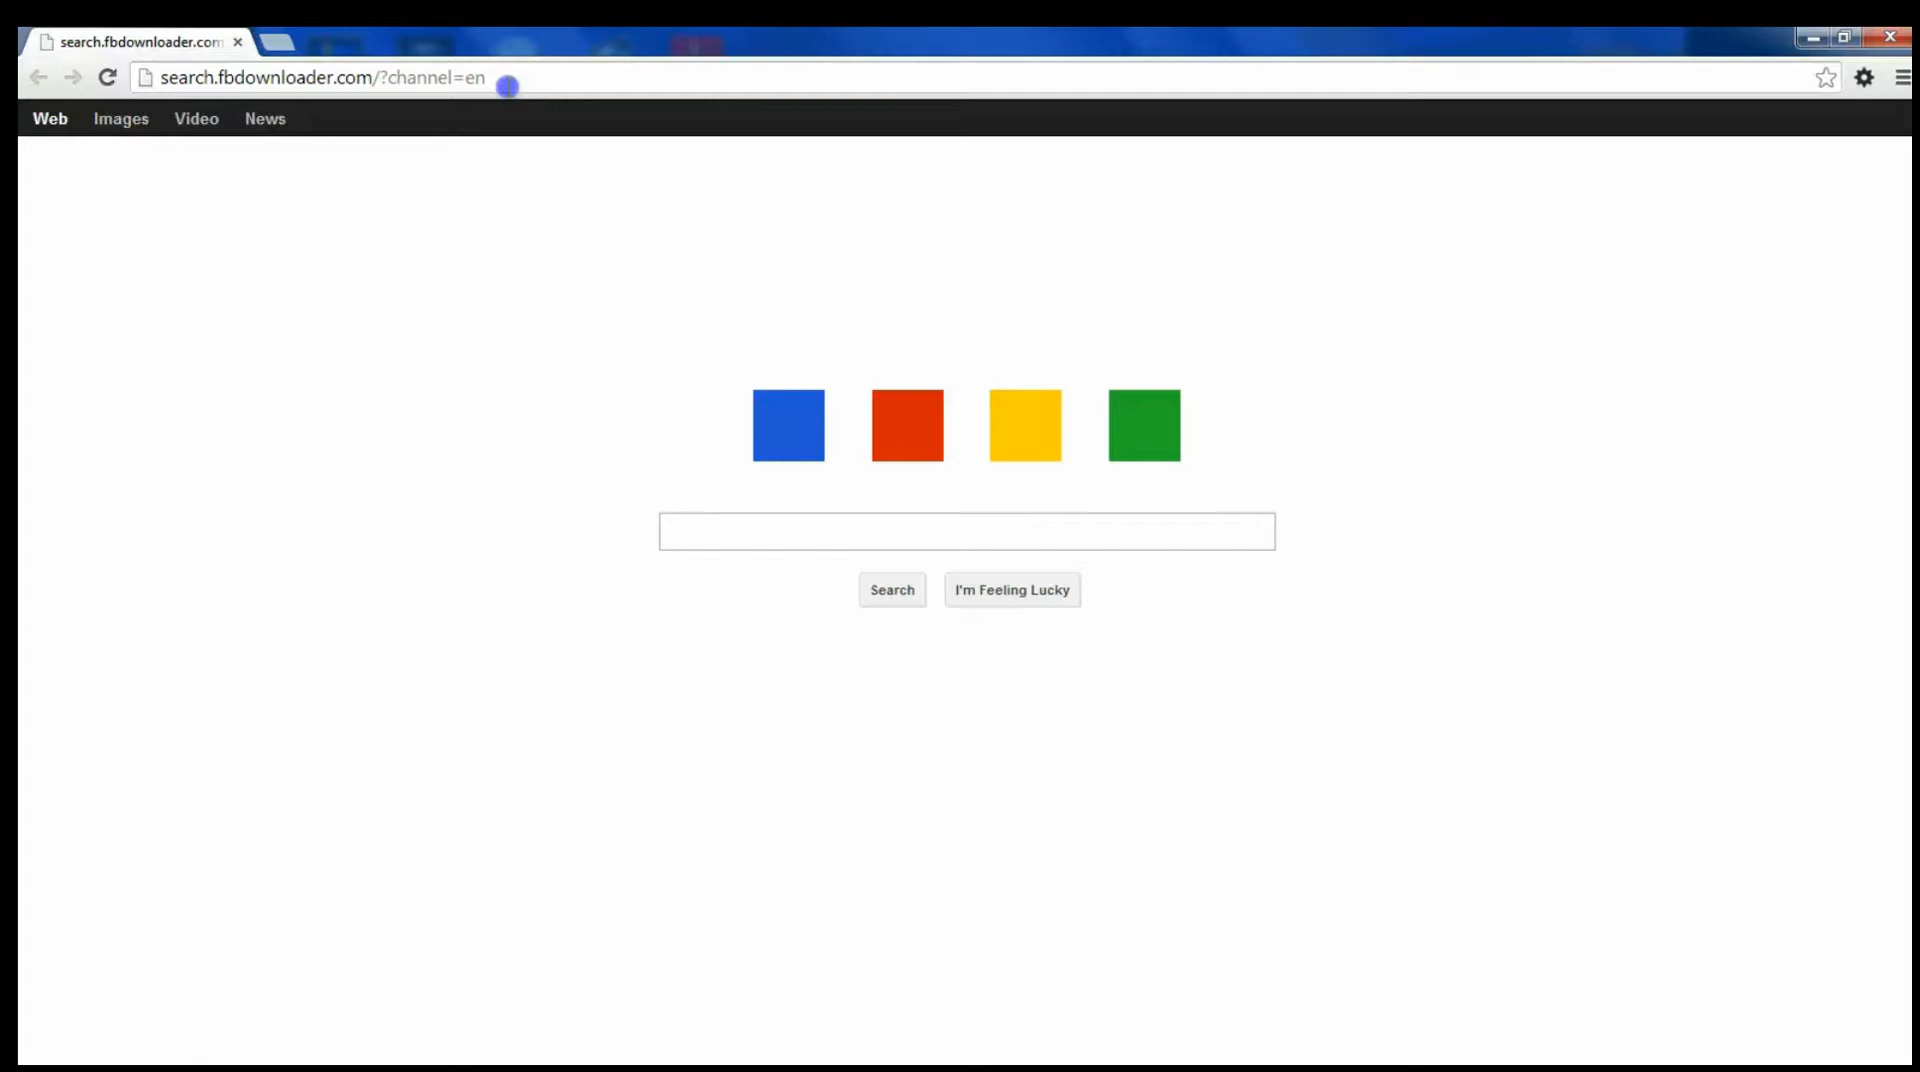 search.fbdownloader.com
search.fbdownloader.com/?channel=en
Web Images Video News
Search I'm Feeling Lucky